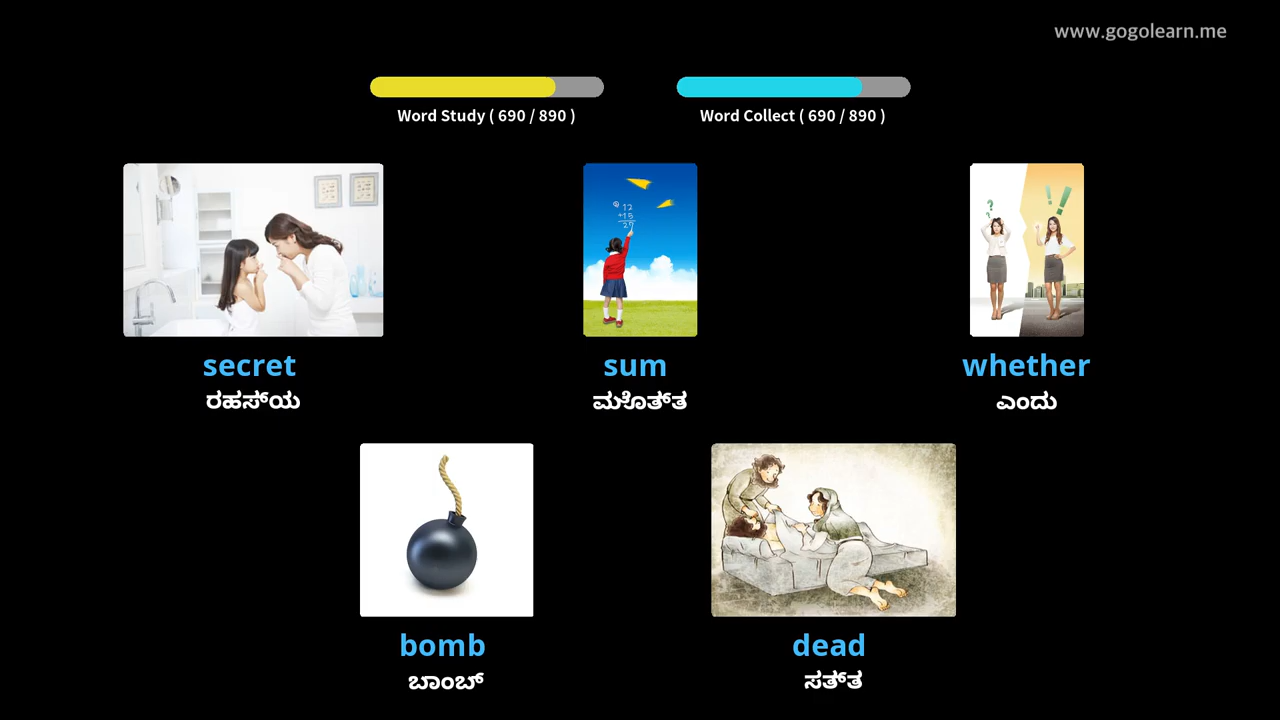 www.gogolearn.me
Word Study ( 690 / 890 )
Word Collect ( 690 / 890 )
secret
ರಹಸ್ಯ
sum
ಮೊತ್ತ
whether
ಎಂದು
bomb
ಬಾಂಬ್
dead
ಸತ್ತ